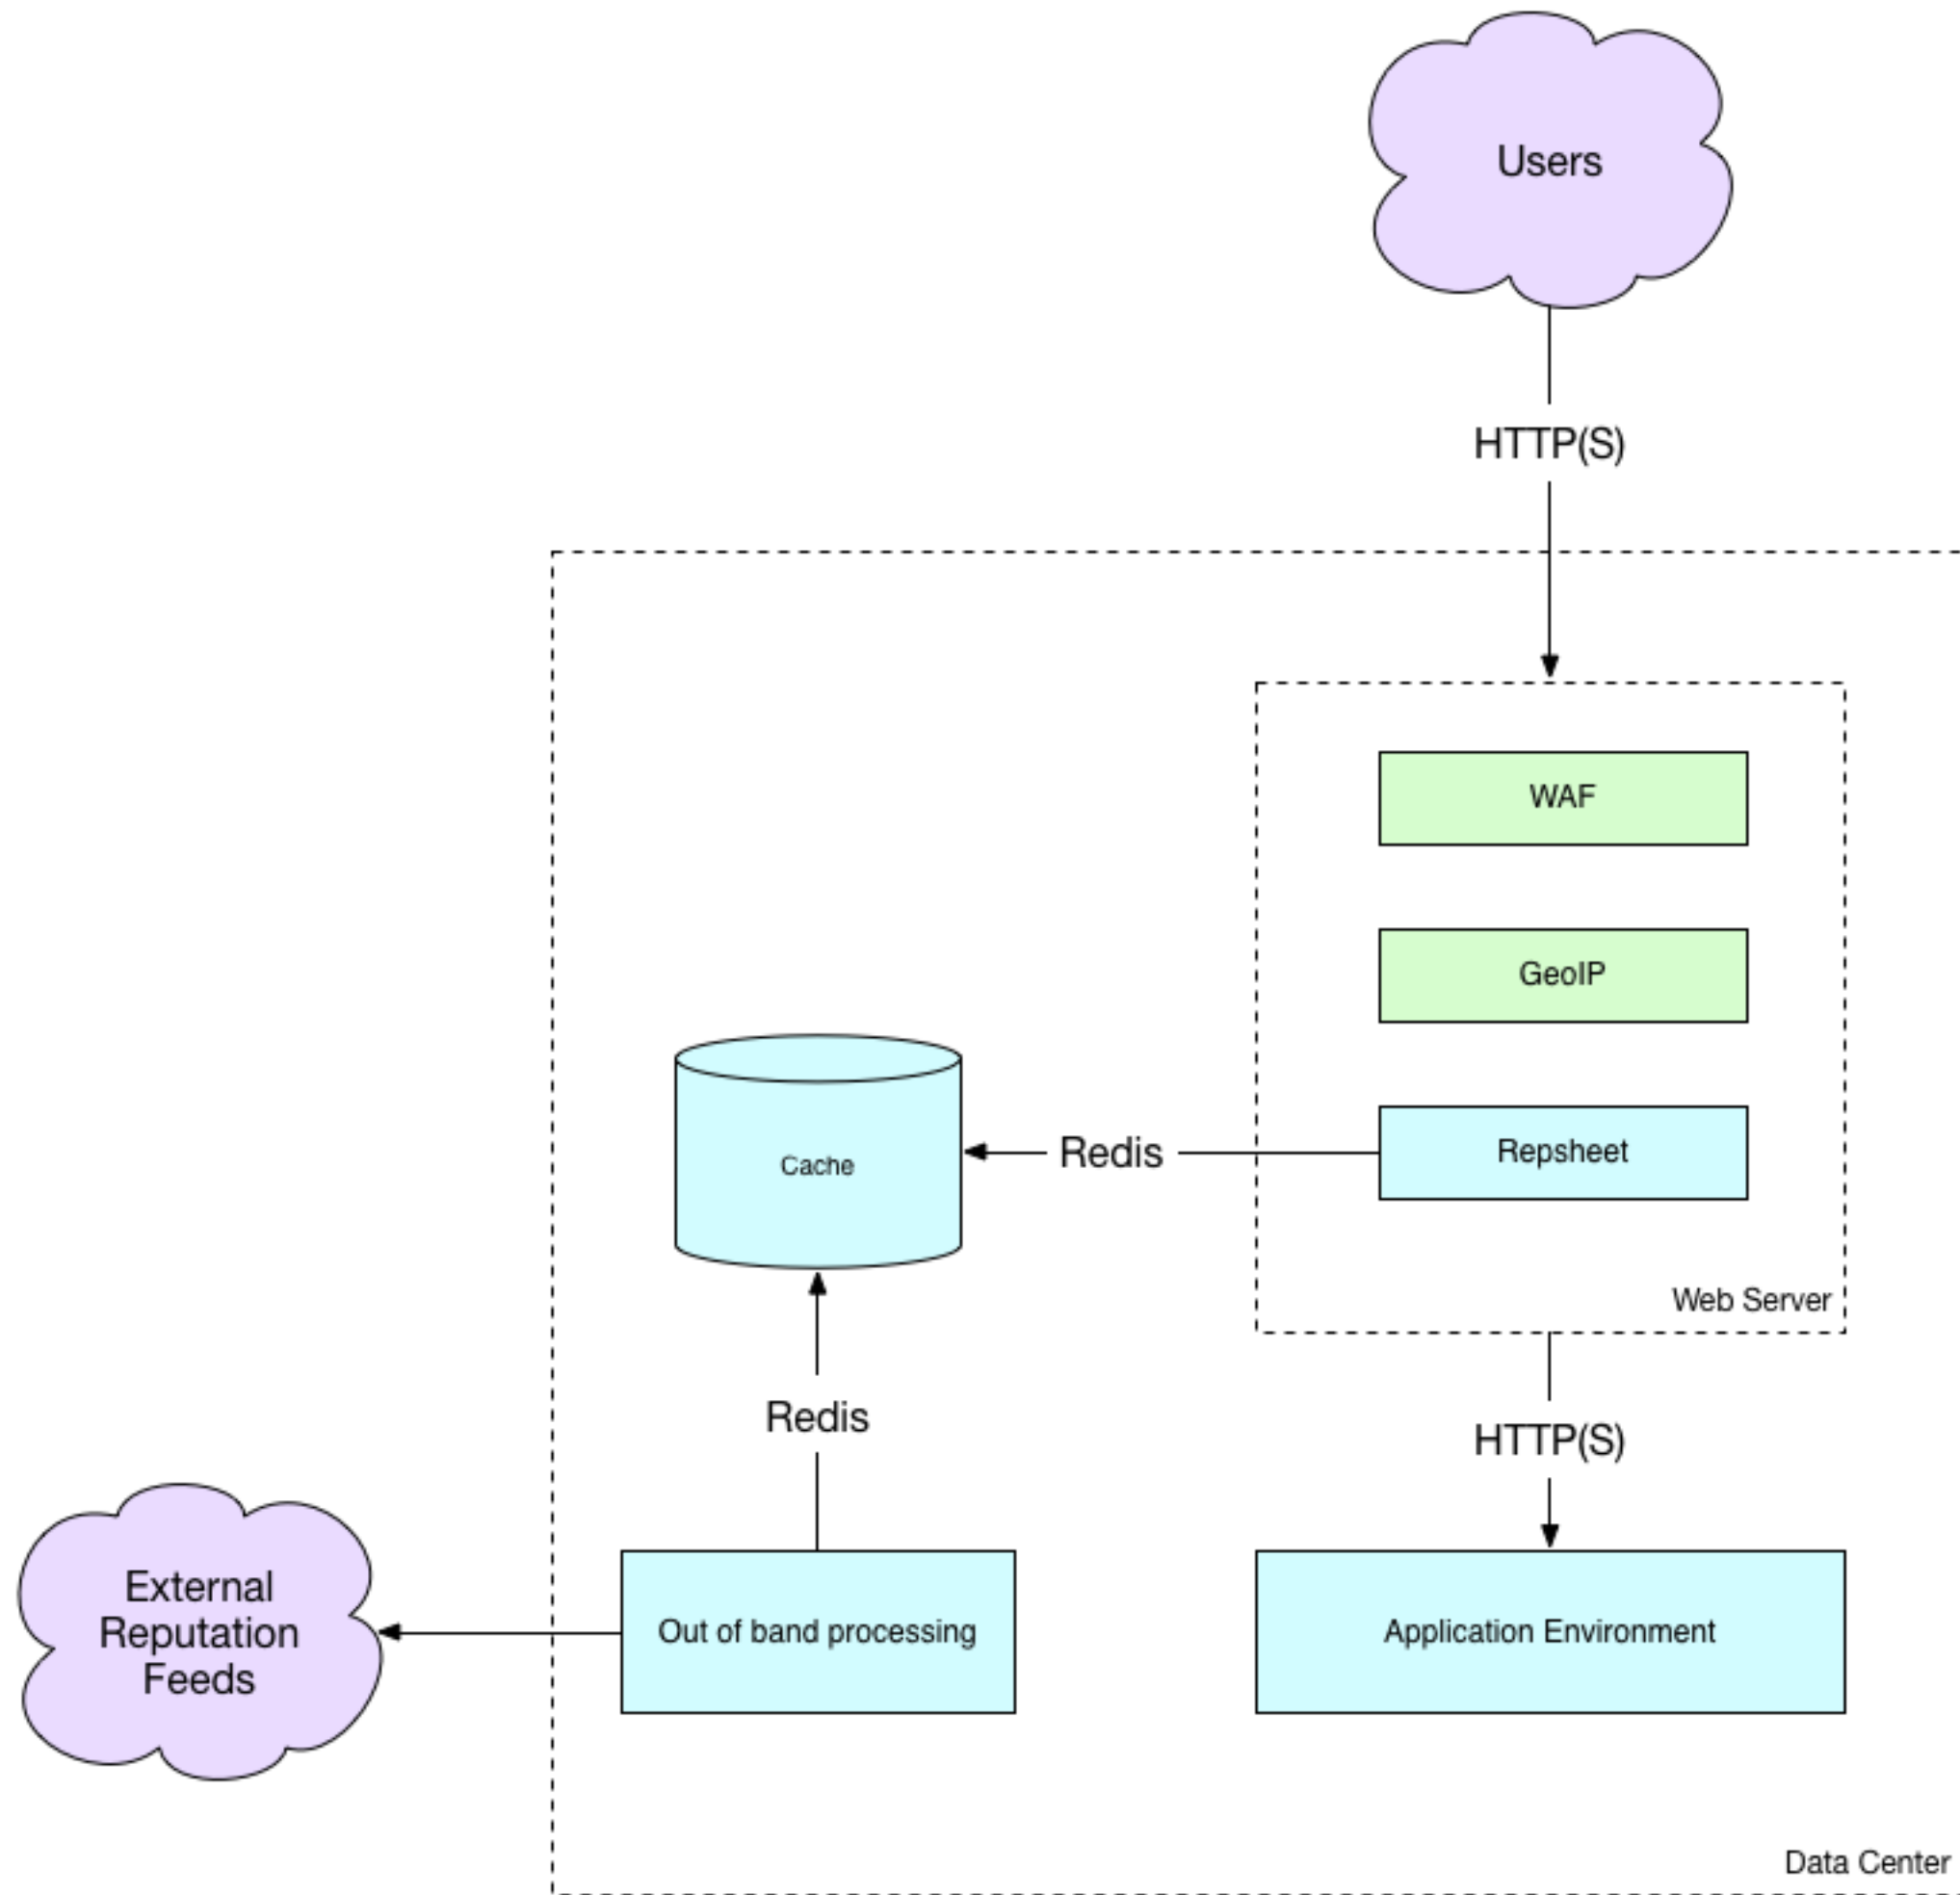 Users
HTTP(S)
WAF
GeoIP
Cache
Redis
Repsheet
Web Server
Redis
HTTP(S)
External
Reputation
Feeds
Out of band processing
Application Environment
Data Center